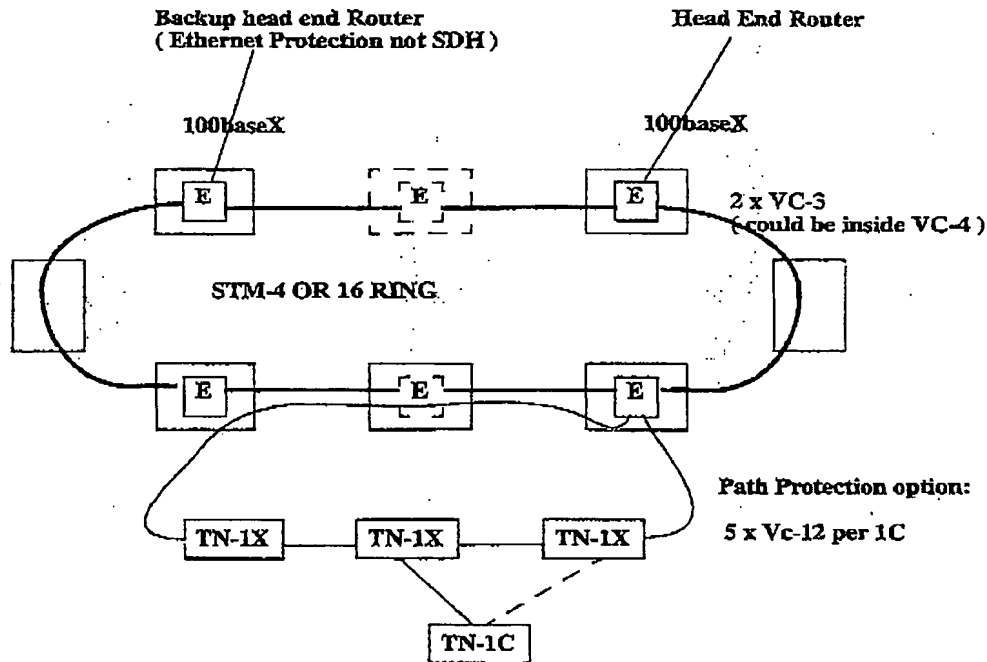 Backup head end Router
( Ethernet Protection not SDH )
Head End Router
100baseX
100baseX
E
E
E
2 x VC-3
( could be inside VC-4 )
STM-4 OR 16 RING
E
E
E
Path Protection option:
5 x Vc-12 per 1C
TN-1X
TN-1X
TN-1X
TN-1C